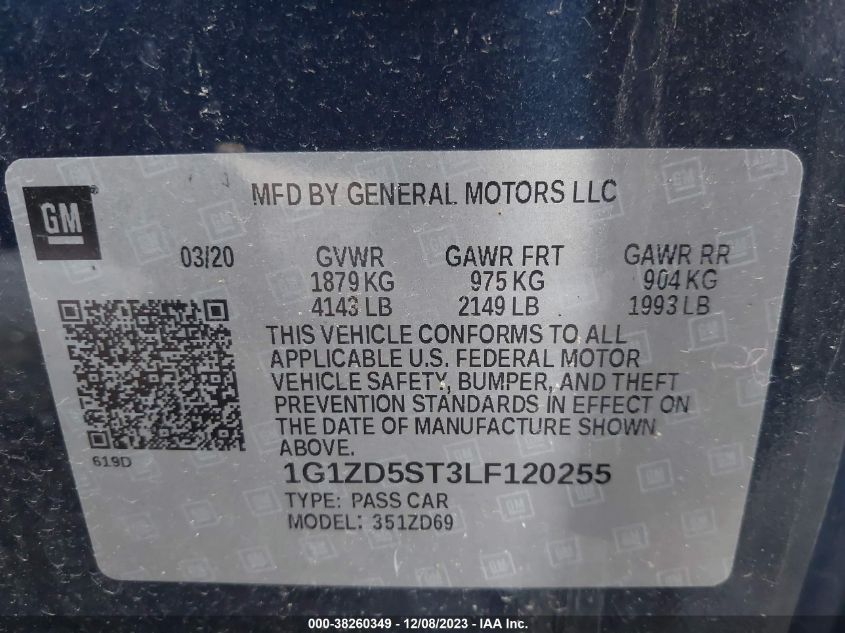 MFD BY GENERAL MOTORS LLC
GM
03/20 GVWR GAWR FRT GAWR RR
1879 KG 975 KG 904 KG
4143 LB 2149 LB 1993 LB
THIS VEHICLE CONFORMS TO ALL
APPLICABLE U.S. FEDERAL MOTOR
VEHICLE SAFETY, BUMPER, AND THEFT
PREVENTION STANDARDS IN EFFECT ON
THE DATE OF MANUFACTURE SHOWN
ABOVE.
619D
1G1ZD5ST3LF120255
TYPE: PASS CAR
MODEL: 351ZD69
000-38260349 - 12/08/2023 - IAA Inc.